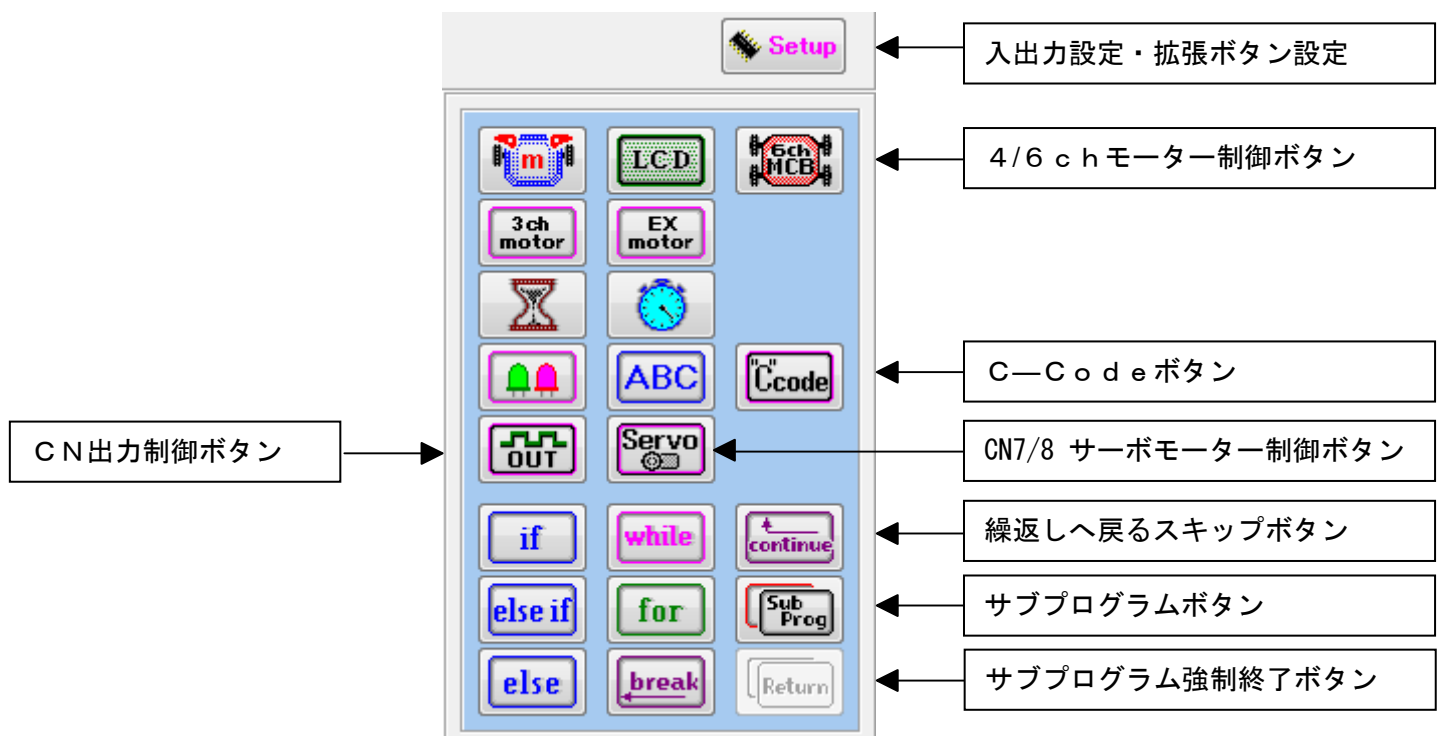 Setup
入出力設定・拡張ボタン設定
m
LCD
6ch
MCB
4/6chモーター制御ボタン
3ch
motor
EX
motor
ABC
"C"
code
C―Codeボタン
CN出力制御ボタン
OUT
Servo
CN7/8 サーボモーター制御ボタン
if
while
continue
繰返しへ戻るスキップボタン
else if
for
Sub
Prog
サブプログラムボタン
else
break
Return
サブプログラム強制終了ボタン